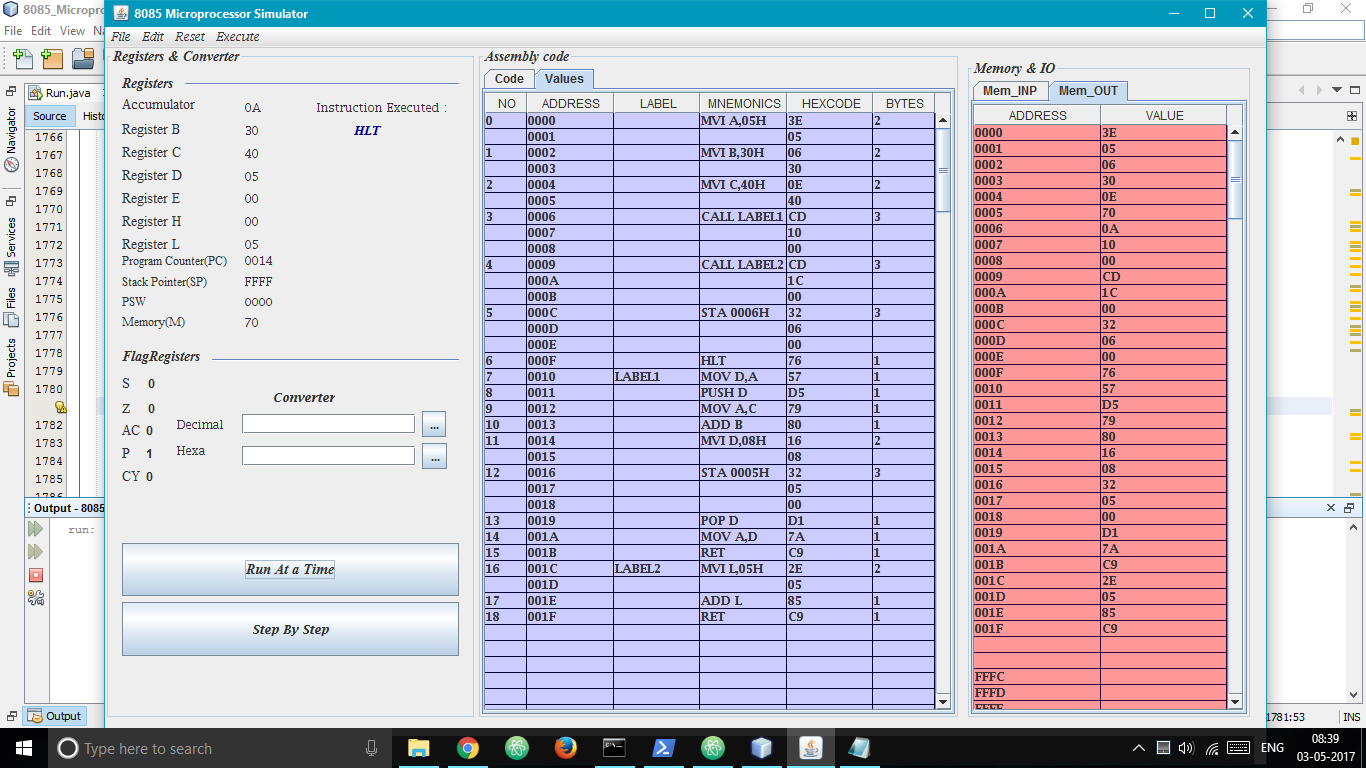 8085_Microproces
File Edit View Na
8085 Microprocessor Simulator
File Edit Reset Execute
Registers & Converter
Registers
Accumulator 0A
Instruction Executed :
HLT
Register B 30
Register C 40
Register D 05
Register E 00
Register H 00
Register L 05
Program Counter(PC) 0014
Stack Pointer(SP) FFFF
PSW 0000
Memory(M) 70
FlagRegisters
S 0
Z 0
AC 0
P 1
CY 0
Converter
Decimal ...
Hexa ...
Run At a Time
Step By Step
Assembly code
Code Values
NO ADDRESS LABEL MNEMONICS HEXCODE BYTES
0 0000 MVI A,05H 3E 2
0001 05
1 0002 MVI B,30H 06 2
0003 30
2 0004 MVI C,40H 0E 2
0005 40
3 0006 CALL LABEL1 CD 3
0007 10
0008 00
4 0009 CALL LABEL2 CD 3
000A 1C
000B 00
5 000C STA 0006H 32 3
000D 06
000E 00
6 000F HLT 76 1
7 0010 LABEL1 MOV D,A 57 1
8 0011 PUSH D D5 1
9 0012 MOV A,C 79 1
10 0013 ADD B 80 1
11 0014 MVI D,08H 16 2
0015 08
12 0016 STA 0005H 32 3
0017 05
0018 00
13 0019 POP D D1 1
14 001A MOV A,D 7A 1
15 001B RET C9 1
16 001C LABEL2 MVI L,05H 2E 2
001D 05
17 001E ADD L 85 1
18 001F RET C9 1
Memory & IO
Mem_INP Mem_OUT
ADDRESS VALUE
0000 3E
0001 05
0002 06
0003 30
0004 0E
0005 70
0006 0A
0007 10
0008 00
0009 CD
000A 1C
000B 00
000C 32
000D 06
000E 00
000F 76
0010 57
0011 D5
0012 79
0013 80
0014 16
0015 08
0016 32
0017 05
0018 00
0019 D1
001A 7A
001B C9
001C 2E
001D 05
001E 85
001F C9
FFFC
FFFD
FFFE
Navigator
Services
Files
Projects
Run.java
Source Histo
1766
1767
1768
1769
1770
1771
1772
1773
1774
1775
1776
1777
1778
1779
1780
1782
1783
1784
1785
1786
Output - 8085
run:
Output
1781:53 INS
Type here to search
ENG
08:39
03-05-2017